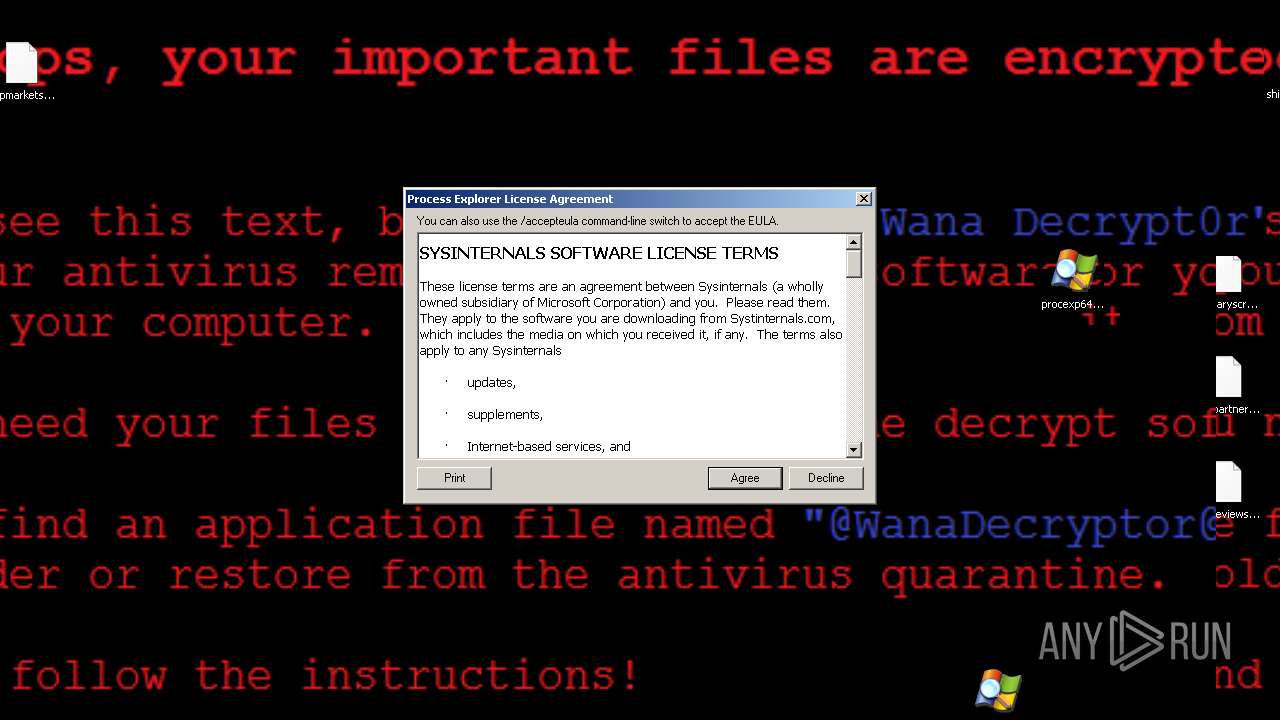 ops, your important files are encrypted
pmarkets...
shi
see this text, b
Wana Decrypt0r's
ur antivirus rem
softwar
or yo
you
procexp64...
aryscr...
your computer.
om
need your files
e decrypt sof
n
partner...
eviews...
find an application file named "@WanaDecryptor@
e f
der or restore from the antivirus quarantine.
old
follow the instructions!
nd
Process Explorer License Agreement
You can also use the /accepteula command-line switch to accept the EULA.
SYSINTERNALS SOFTWARE LICENSE TERMS
These license terms are an agreement between Sysinternals (a wholly
owned subsidiary of Microsoft Corporation) and you. Please read them.
They apply to the software you are downloading from Systinternals.com,
which includes the media on which you received it, if any. The terms also
apply to any Sysinternals
· updates,
· supplements,
· Internet-based services, and
Print
Agree
Decline
ANY RUN